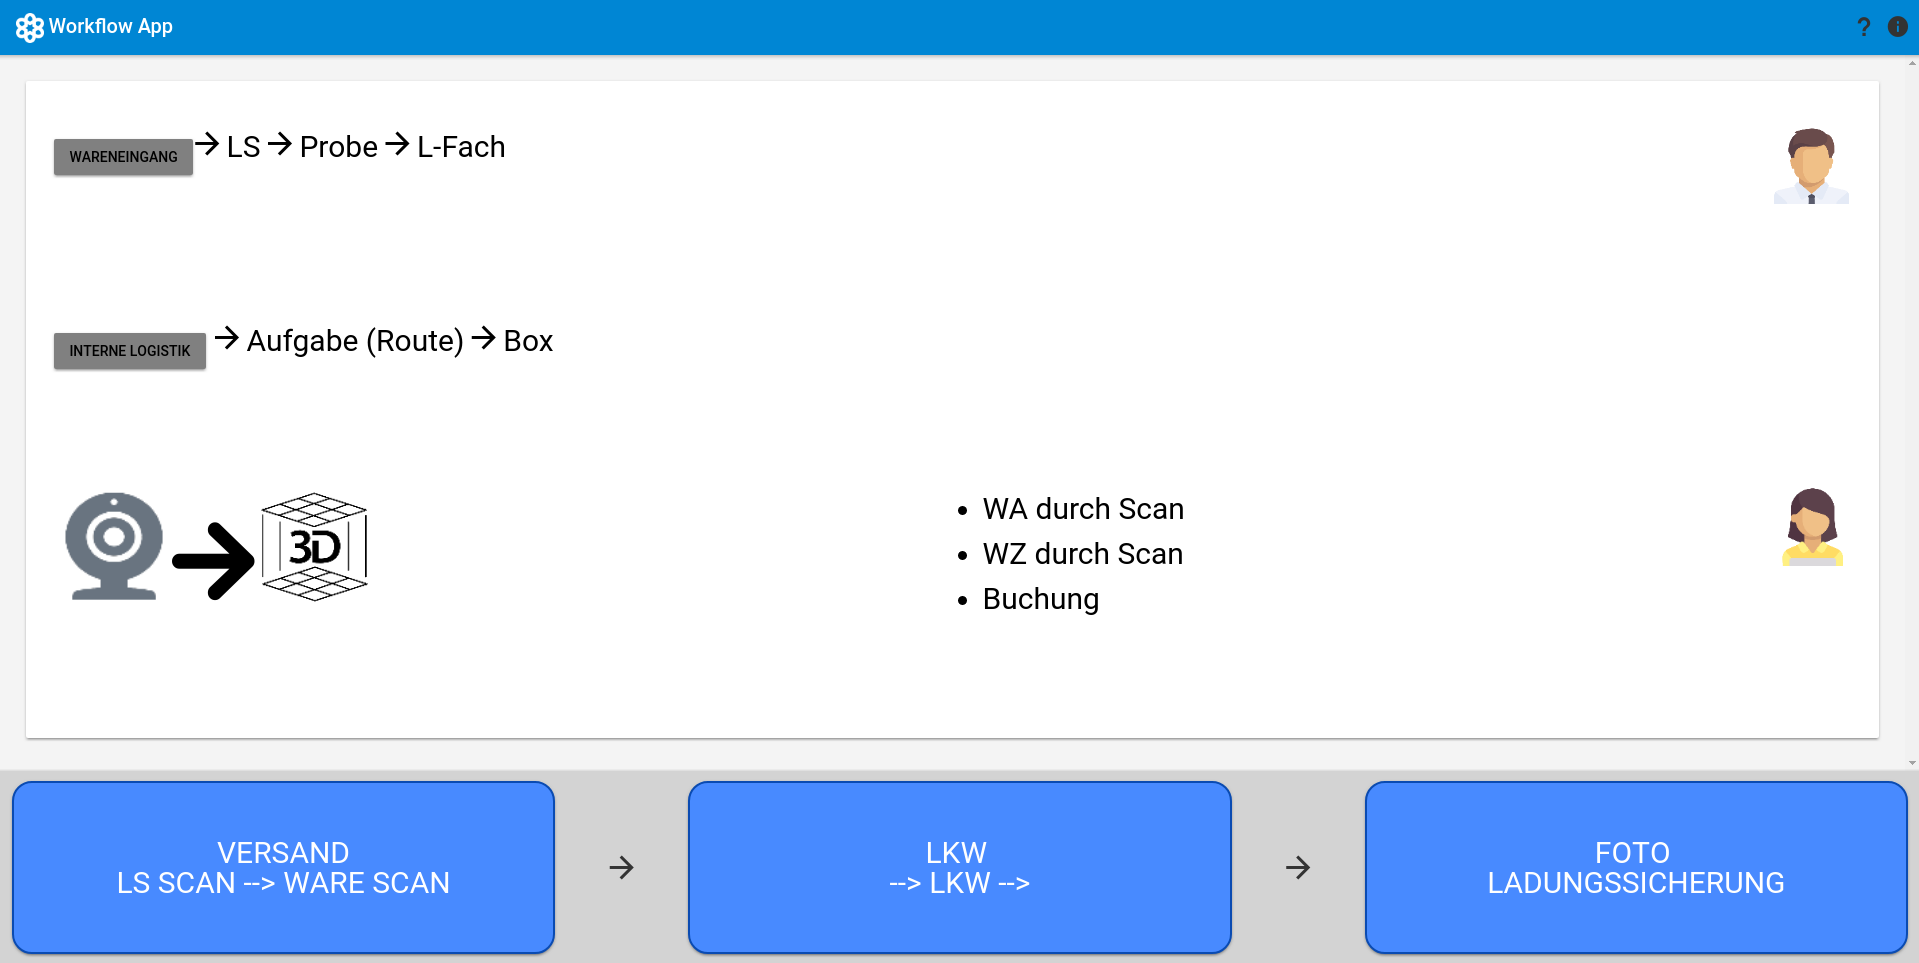 Workflow App
WARENEINGANG → LS → Probe → L-Fach
INTERNE LOGISTIK → Aufgabe (Route) → Box
3D
• WA durch Scan
• WZ durch Scan
• Buchung
VERSAND
LS SCAN --> WARE SCAN
LKW
--> LKW -->
FOTO
LADUNGSSICHERUNG